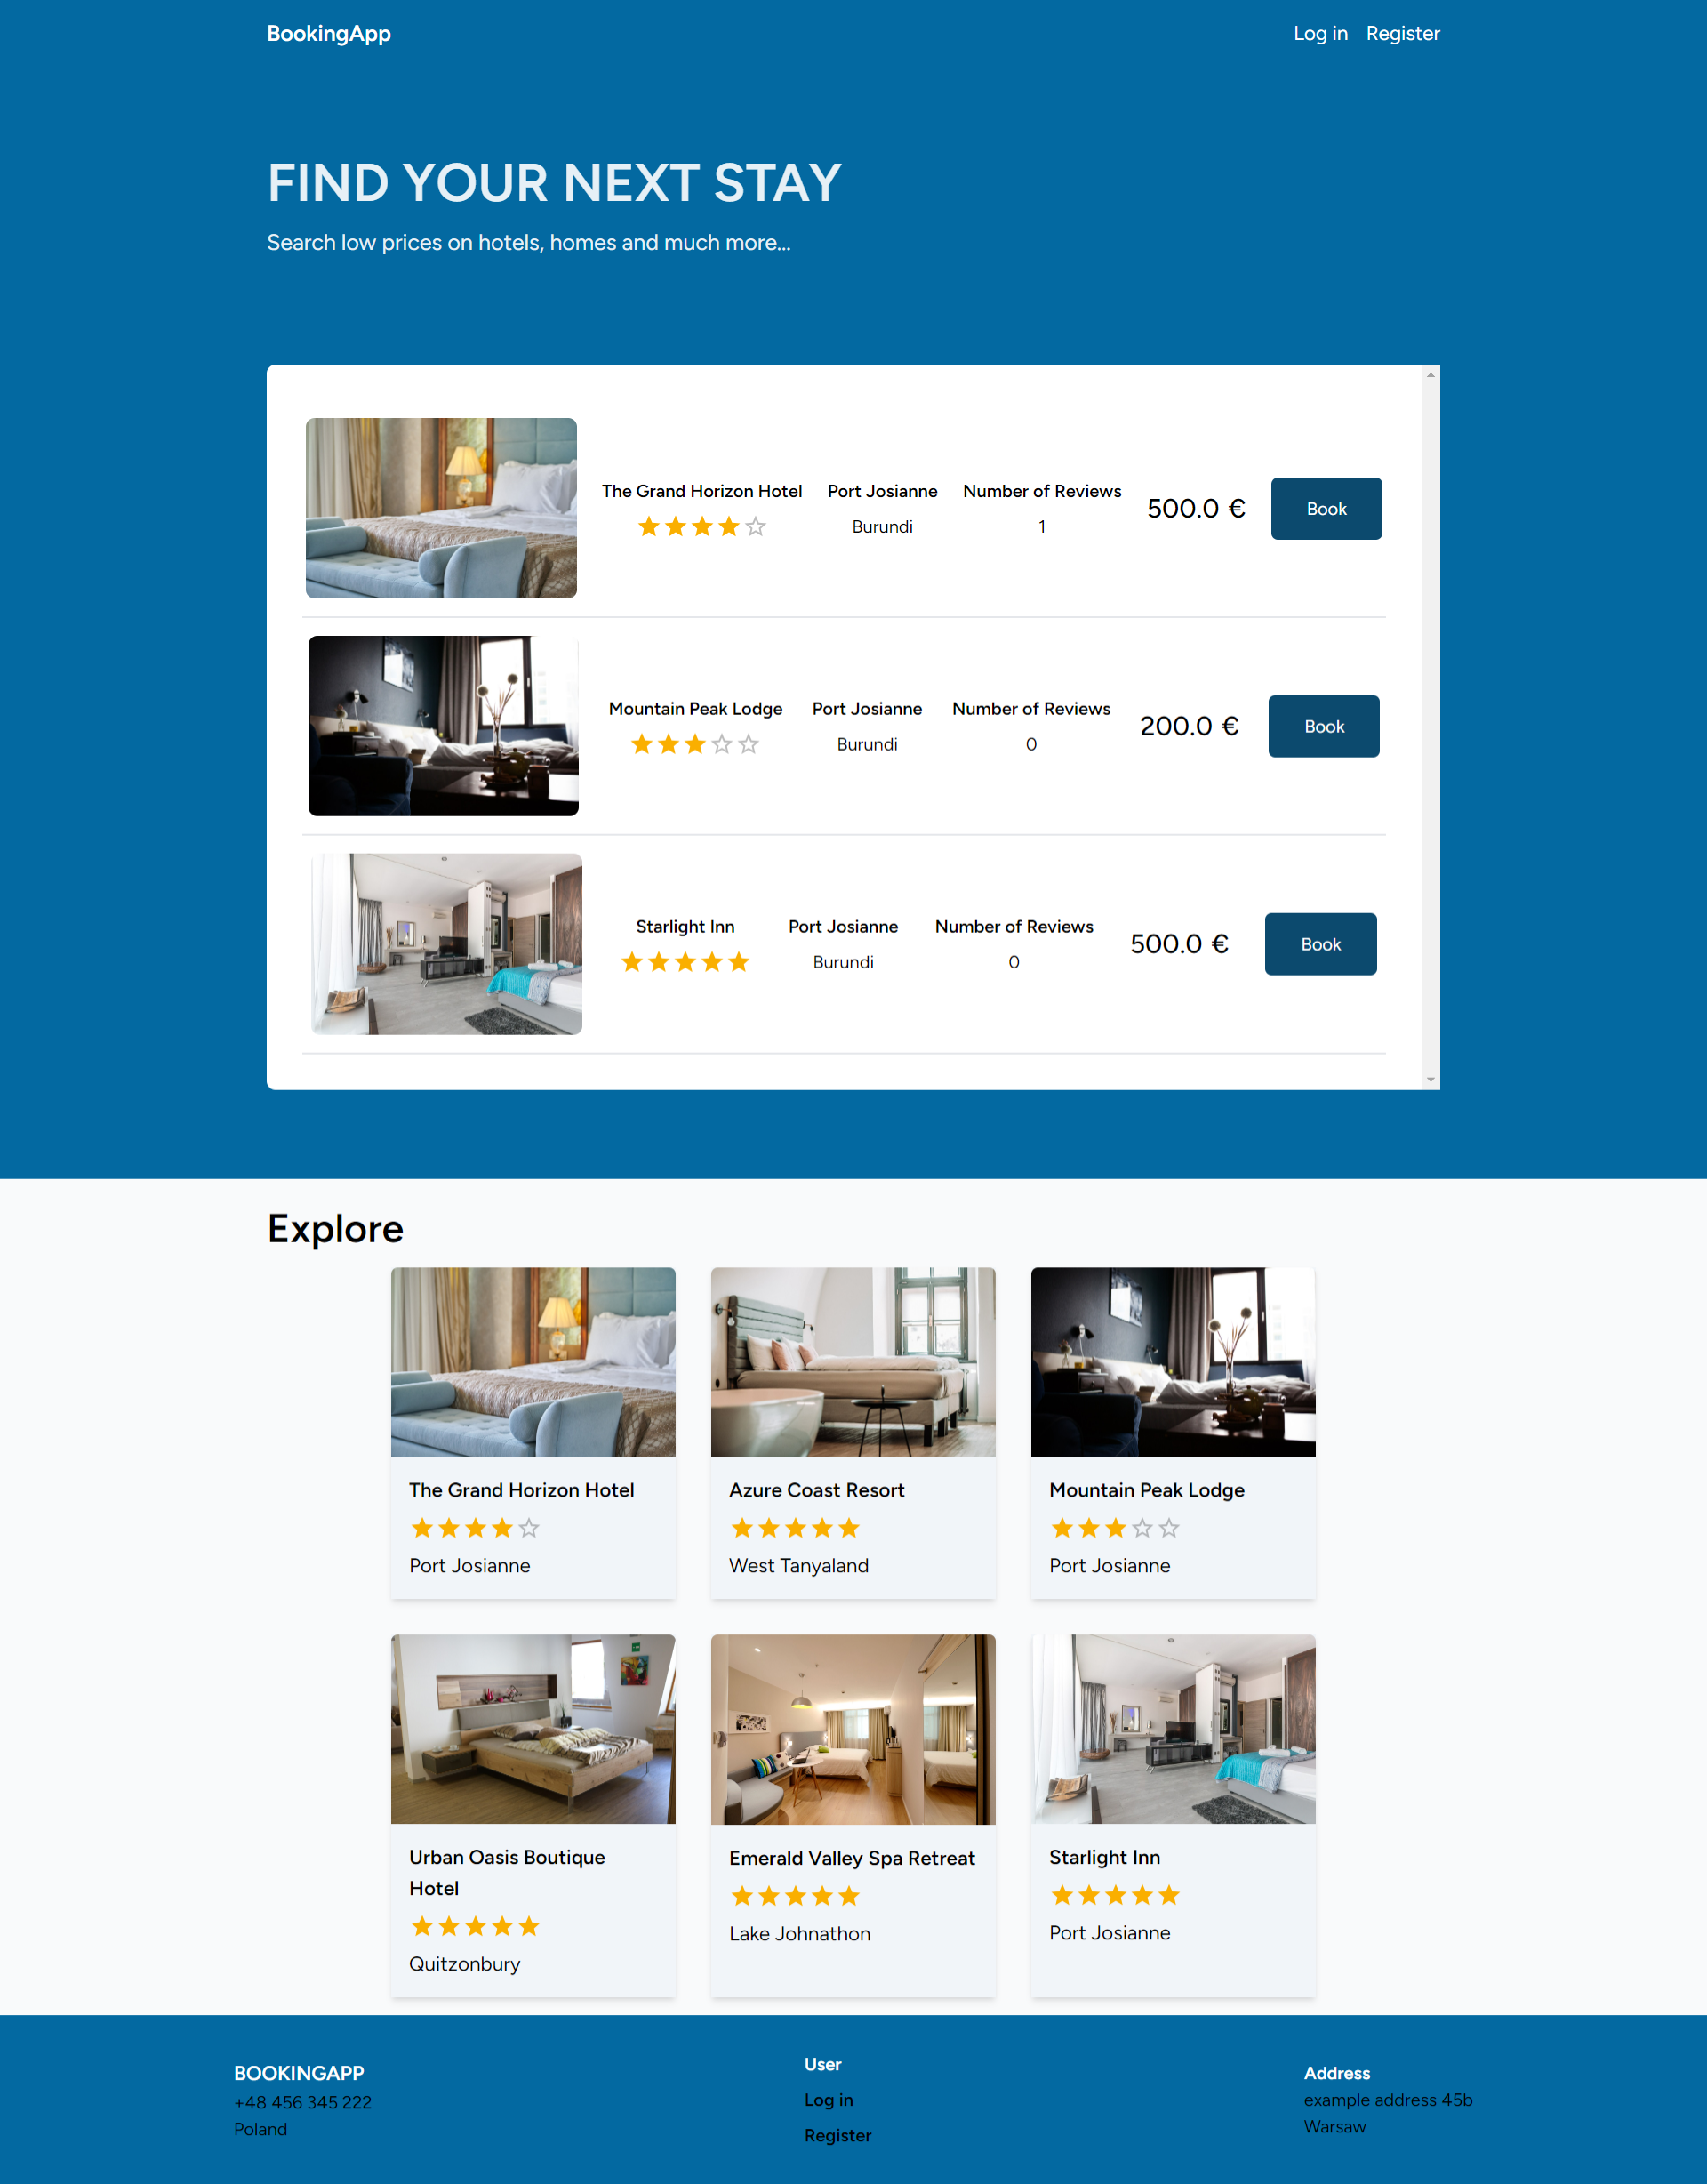 BookingApp
Log in
Register
FIND YOUR NEXT STAY
Search low prices on hotels, homes and much more...
The Grand Horizon Hotel
Port Josianne
Burundi
Number of Reviews
1
500.0 €
Book
Mountain Peak Lodge
Port Josianne
Burundi
Number of Reviews
0
200.0 €
Book
Starlight Inn
Port Josianne
Burundi
Number of Reviews
0
500.0 €
Book
Explore
The Grand Horizon Hotel
Port Josianne
Azure Coast Resort
West Tanyaland
Mountain Peak Lodge
Port Josianne
Urban Oasis Boutique
Hotel
Quitzonbury
Emerald Valley Spa Retreat
Lake Johnathon
Starlight Inn
Port Josianne
BOOKINGAPP
+48 456 345 222
Poland
User
Log in
Register
Address
example address 45b
Warsaw